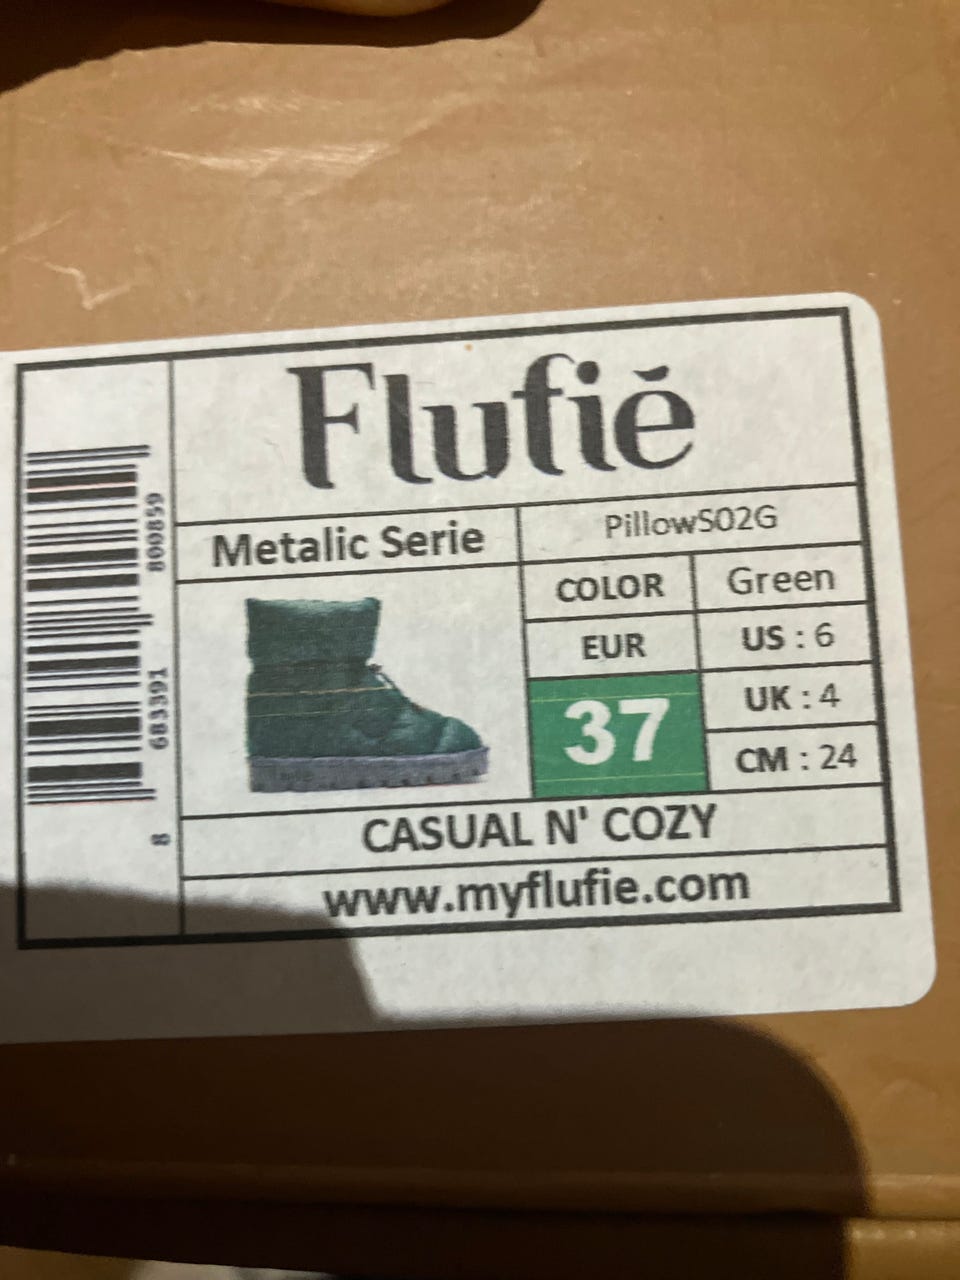 Flufiĕ
Metalic Serie
PillowS02G
COLOR
Green
EUR
US : 6
37
UK : 4
CM : 24
CASUAL N' COZY
www.myflufie.com
8 683391 800859